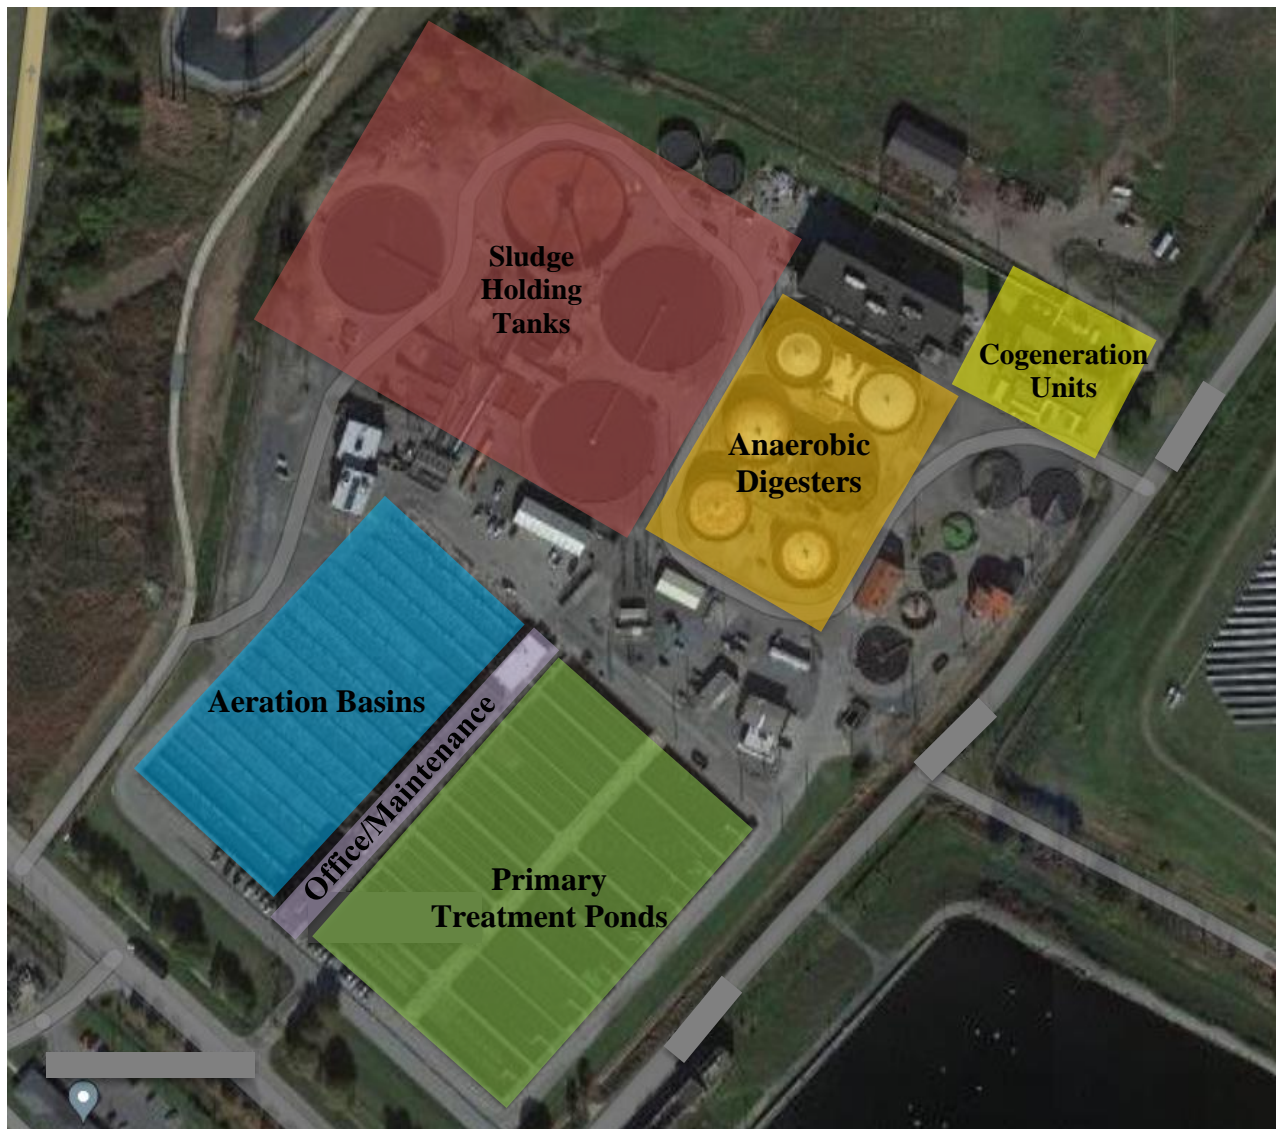 Sludge
Holding
Tanks
Cogeneration
Units
Anaerobic
Digesters
Aeration Basins
Office/Maintenance
Primary
Treatment Ponds